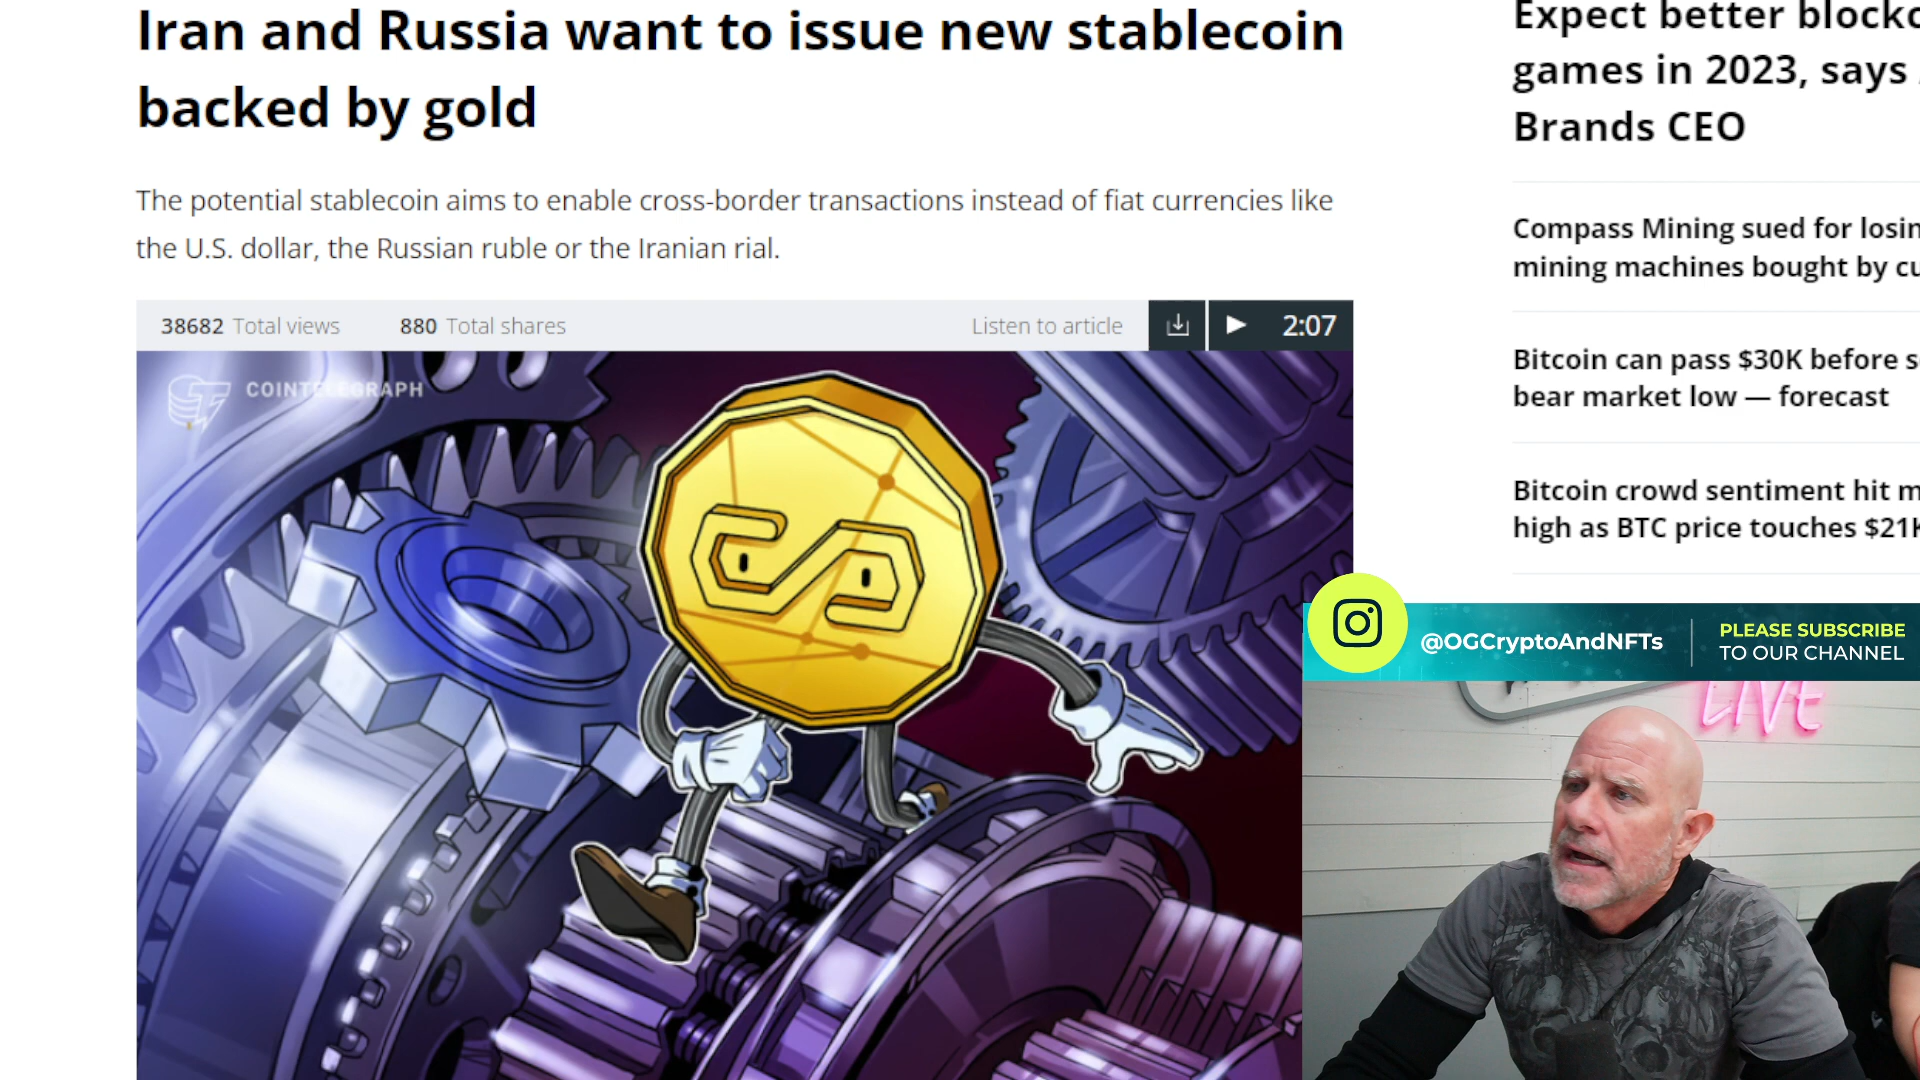 Iran and Russia want to issue new stablecoin
backed by gold
The potential stablecoin aims to enable cross-border transactions instead of fiat currencies like
the U.S. dollar, the Russian ruble or the Iranian rial.
38682 Total views 880 Total shares Listen to article 2:07
COINTELEGRAPH
Expect better blockc
games in 2023, says
Brands CEO
Compass Mining sued for losin
mining machines bought by cu
Bitcoin can pass $30K before s
bear market low — forecast
Bitcoin crowd sentiment hit m
high as BTC price touches $21K
@OGCryptoAndNFTs
PLEASE SUBSCRIBE
TO OUR CHANNEL
LIVE